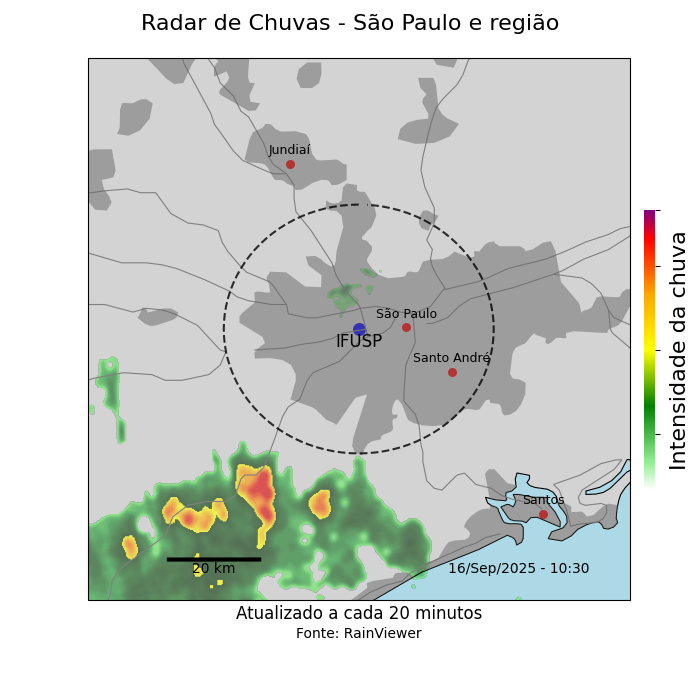 Radar de Chuvas - São Paulo e região
Jundiaí
São Paulo
IFUSP
Santo André
Santos
20 km
16/Sep/2025 - 10:30
Intensidade da chuva
Atualizado a cada 20 minutos
Fonte: RainViewer